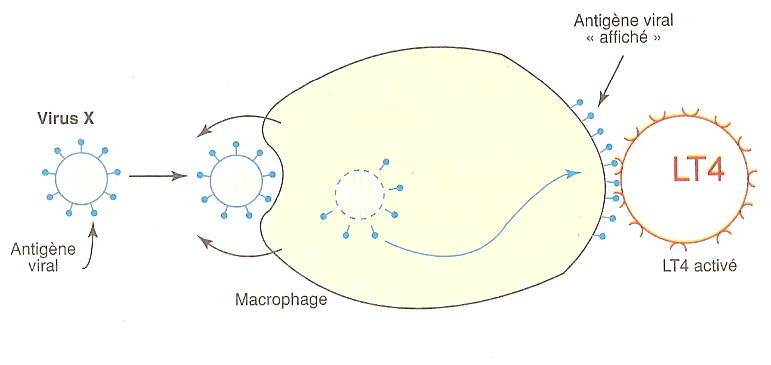 Antigène viral
« affiché »
Virus X
LT4
Antigène
viral
LT4 activé
Macrophage